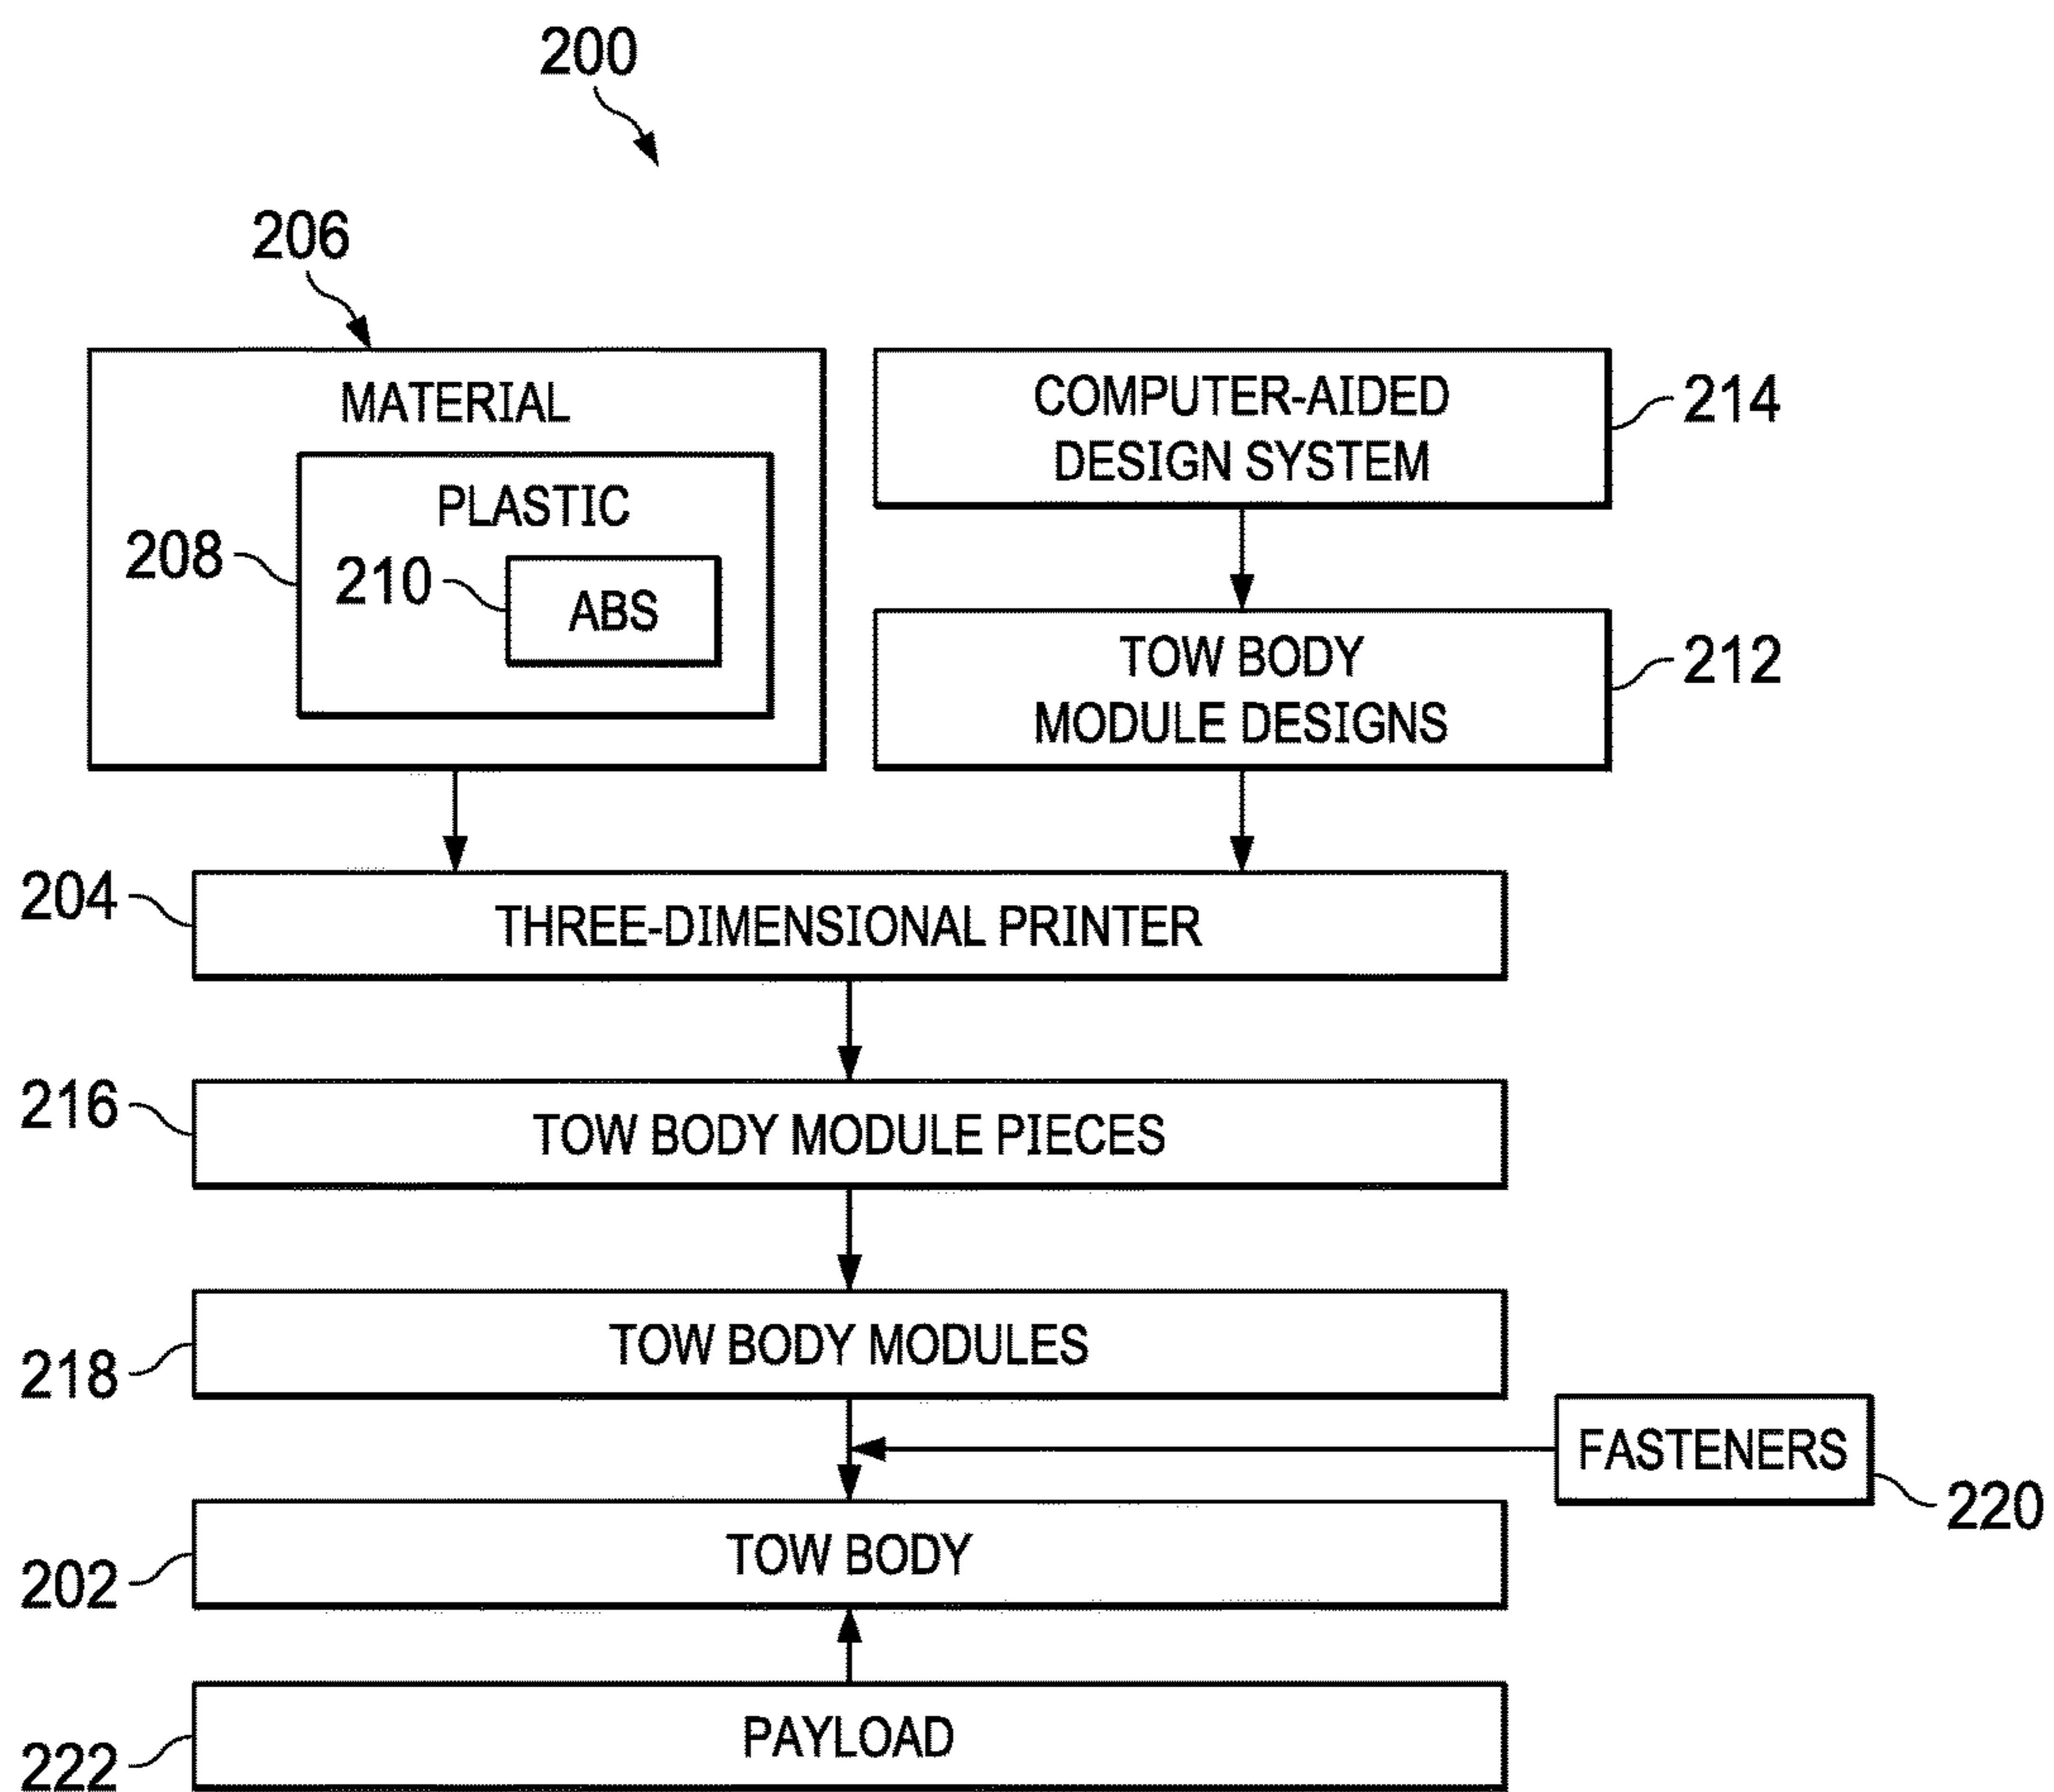 200
206
MATERIAL
PLASTIC
208
210
ABS
COMPUTER-AIDED
DESIGN SYSTEM
214
TOW BODY
MODULE DESIGNS
212
204
THREE-DIMENSIONAL PRINTER
216
TOW BODY MODULE PIECES
218
TOW BODY MODULES
FASTENERS
220
202
TOW BODY
222
PAYLOAD